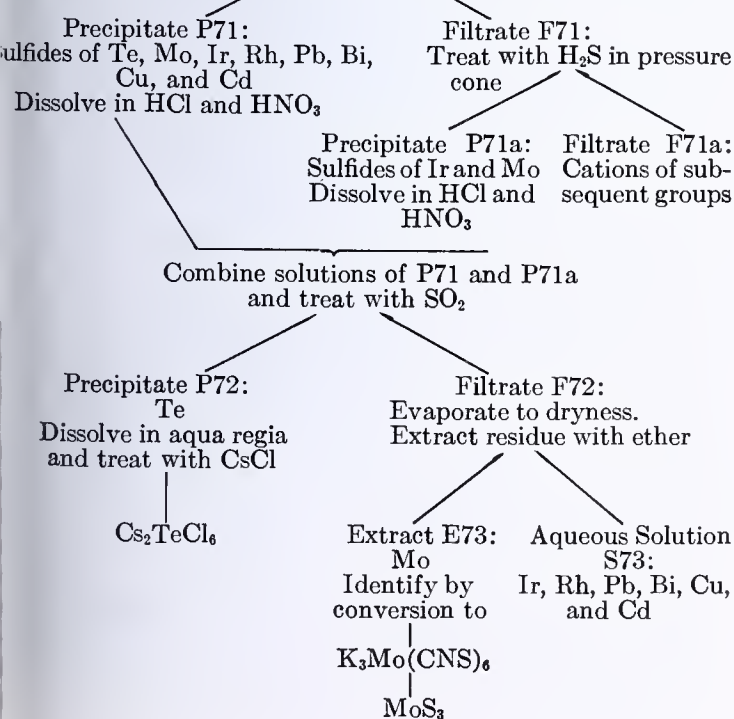 Precipitate P71:
ulfides of Te, Mo, Ir, Rh, Pb, Bi,
Cu, and Cd
Dissolve in HCl and HNO₃
Filtrate F71:
Treat with H₂S in pressure
cone
Precipitate P71a:
Sulfides of Ir and Mo
Dissolve in HCl and
HNO₃
Filtrate F71a:
Cations of sub-
sequent groups
Combine solutions of P71 and P71a
and treat with SO₂
Precipitate P72:
Te
Dissolve in aqua regia
and treat with CsCl
Cs₂TeCl₆
Filtrate F72:
Evaporate to dryness.
Extract residue with ether
Extract E73:
Mo
Identify by
conversion to
K₃Mo(CNS)₆
MoS₃
Aqueous Solution
S73:
Ir, Rh, Pb, Bi, Cu,
and Cd